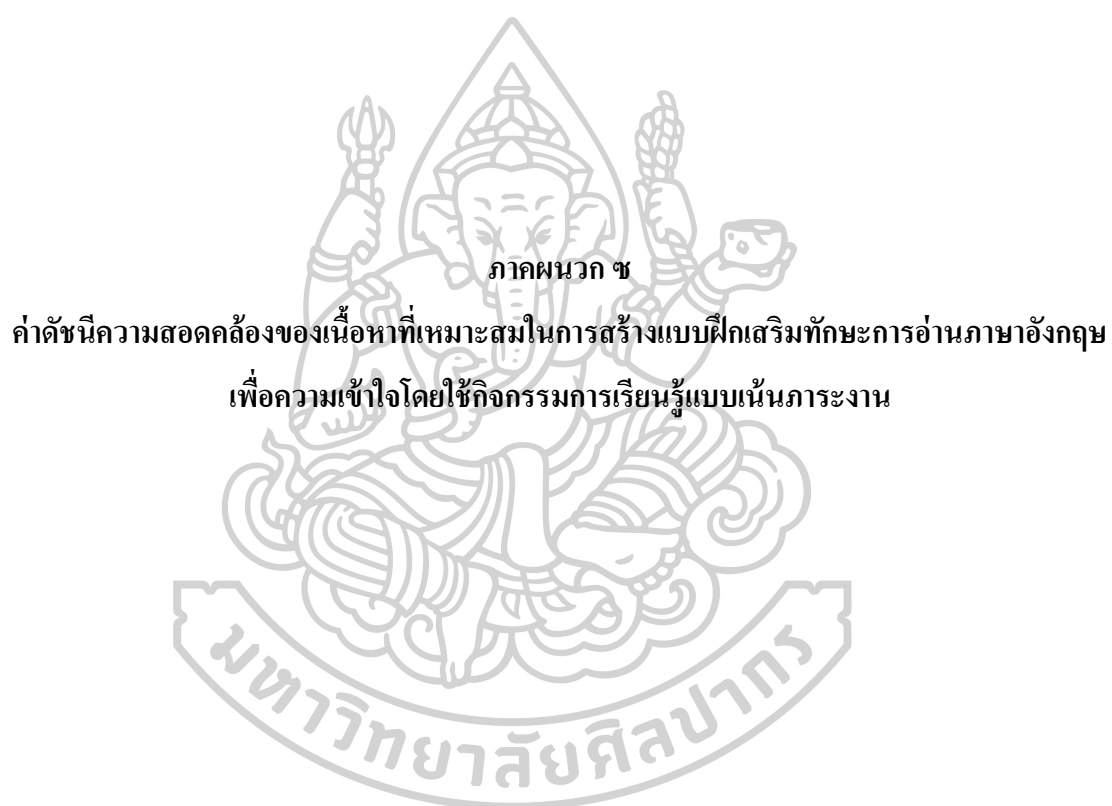 ภาคผนวก ซ
ค่าดัชนีความสอดคล้องของเนื้อหาที่เหมาะสมในการสร้างแบบฝึกเสริมทักษะการอ่านภาษาอังกฤษ
เพื่อความเข้าใจโดยใช้กิจกรรมการเรียนรู้แบบเน้นภาระงาน
มหาวิทยาลัยศิลปากร